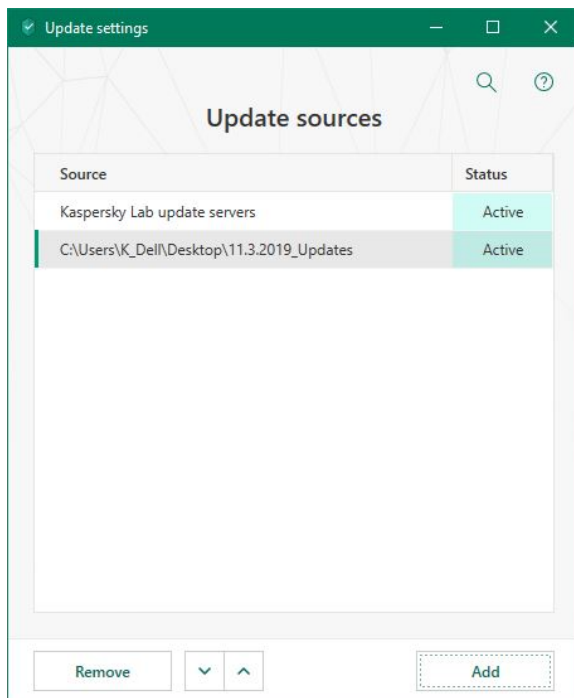 Update settings
Update sources
Source Status
Kaspersky Lab update servers Active
C:\Users\K_Dell\Desktop\11.3.2019_Updates Active
Remove Add